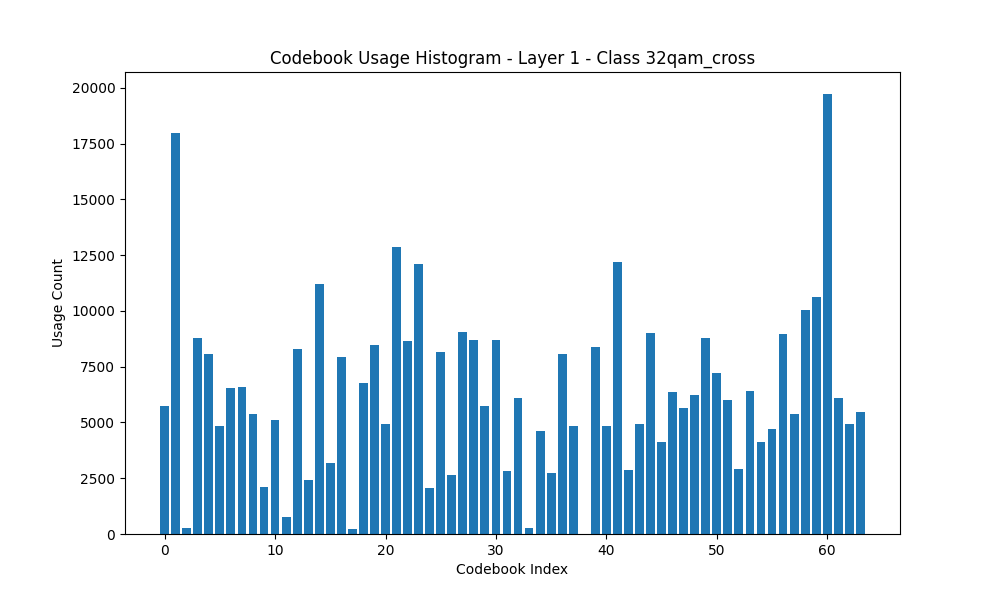 Codebook Usage Histogram - Layer 1 - Class 32qam_cross
20000
17500
15000
12500
10000
7500
5000
2500
0
Usage Count
0 10 20 30 40 50 60
Codebook Index